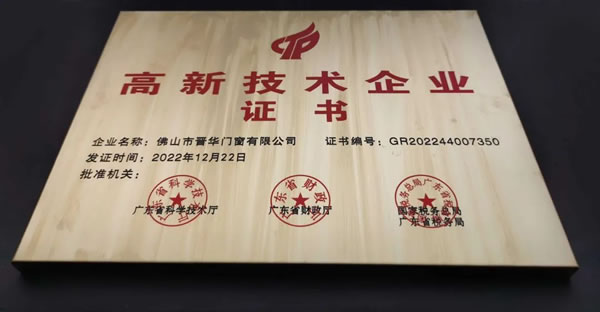 高新技术企业
证书
企业名称：佛山市晋华门窗有限公司 证书编号：GR202244007350
发证时间：2022年12月22日
批准机关：
广东省科学技术厅 广东省财政厅 国家税务总局
广东省税务局